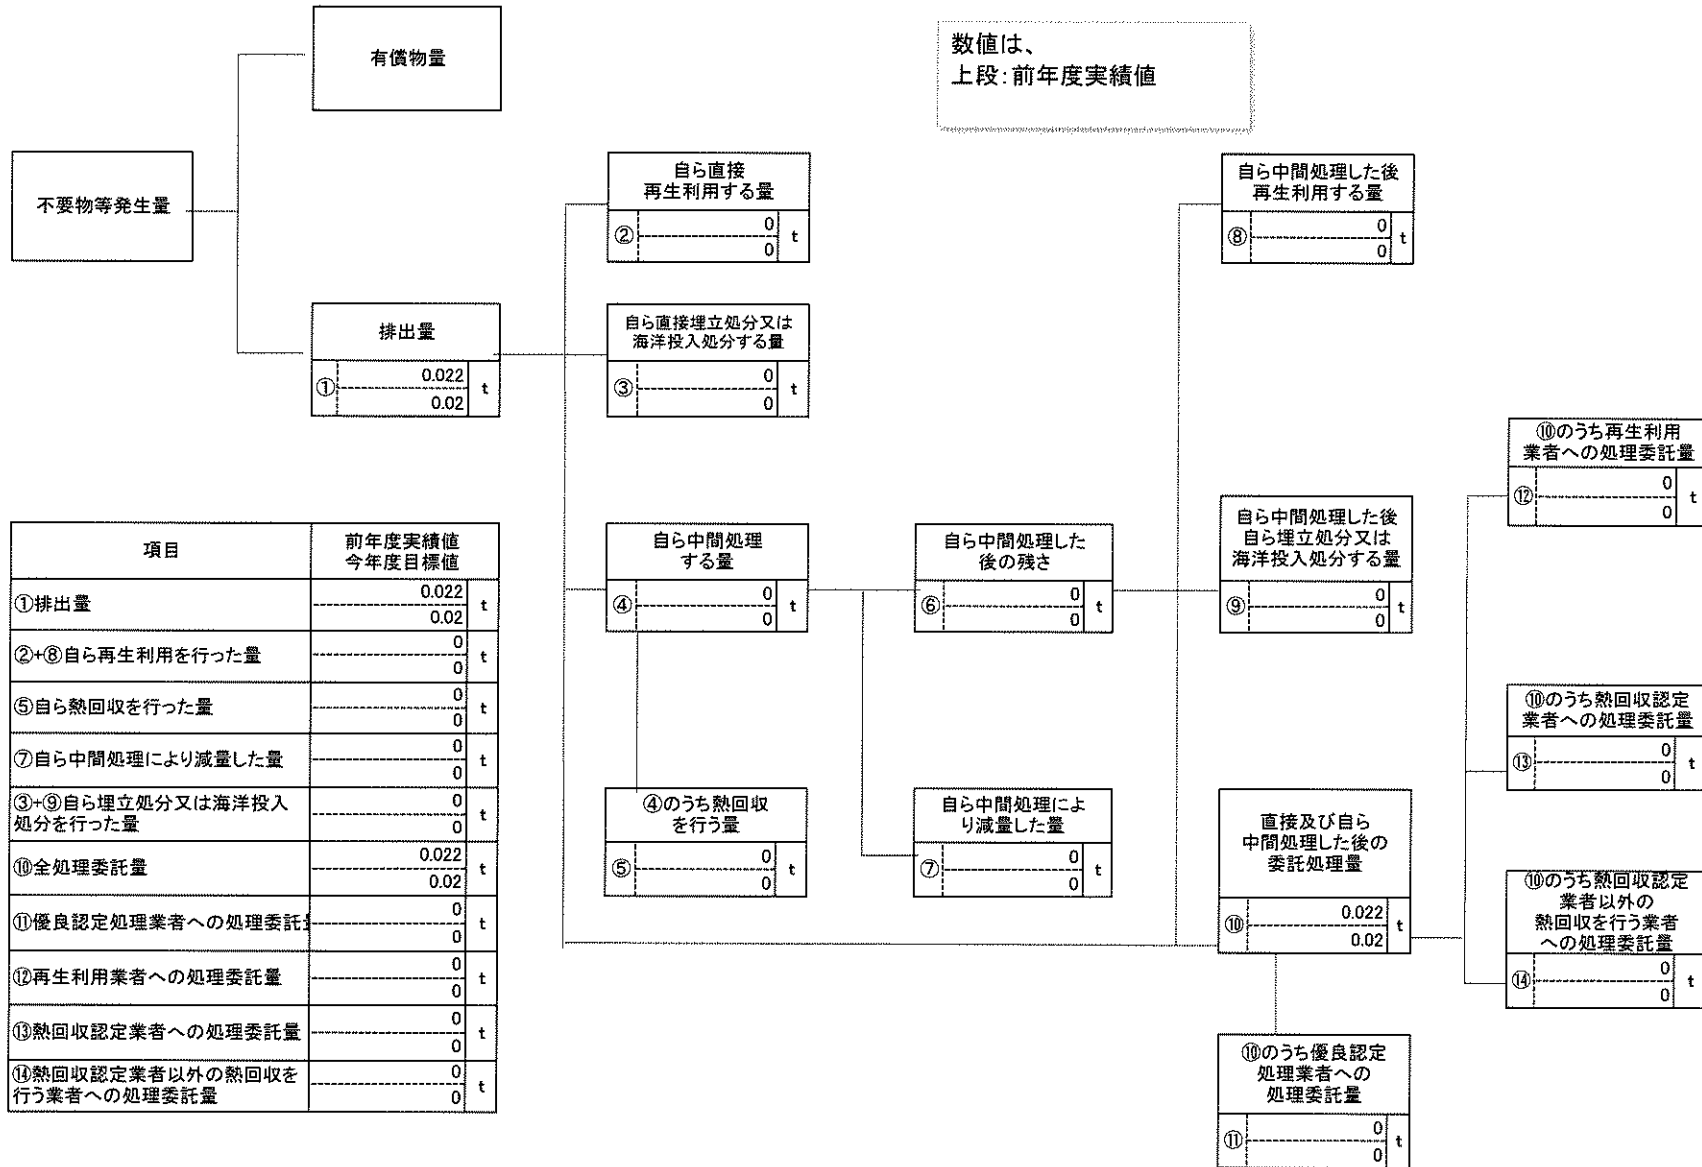 有償物量
数値は、
上段:前年度実績値
不要物等発生量
自ら直接
再生利用する量
② 0 t
0
自ら中間処理した後
再生利用する量
⑧ 0 t
0
排出量
① 0.022 t
0.02
自ら直接埋立処分又は
海洋投入処分する量
③ 0 t
0
⑩のうち再生利用
業者への処理委託量
⑫ 0 t
0
自ら中間処理
する量
④ 0 t
0
自ら中間処理した
後の残さ
⑥ 0 t
0
自ら中間処理した後
自ら埋立処分又は
海洋投入処分する量
⑨ 0 t
0
⑩のうち熱回収認定
業者への処理委託量
⑬ 0 t
0
④のうち熱回収
を行う量
⑤ 0 t
0
自ら中間処理によ
り減量した量
⑦ 0 t
0
直接及び自ら
中間処理した後の
委託処理量
⑩ 0.022 t
0.02
⑩のうち熱回収認定
業者以外の
熱回収を行う業者
への処理委託量
⑭ 0 t
0
⑩のうち優良認定
処理業者への
処理委託量
⑪ 0 t
0
項目 前年度実績値
今年度目標値
①排出量 0.022 t
0.02
②+⑧自ら再生利用を行った量 0 t
0
⑤自ら熱回収を行った量 0 t
0
⑦自ら中間処理により減量した量 0 t
0
③+⑨自ら埋立処分又は海洋投入
処分を行った量 0 t
0
⑩全処理委託量 0.022 t
0.02
⑪優良認定処理業者への処理委託 0 t
0
⑫再生利用業者への処理委託量 0 t
0
⑬熱回収認定業者への処理委託量 0 t
0
⑭熱回収認定業者以外の熱回収を
行う業者への処理委託量 0 t
0